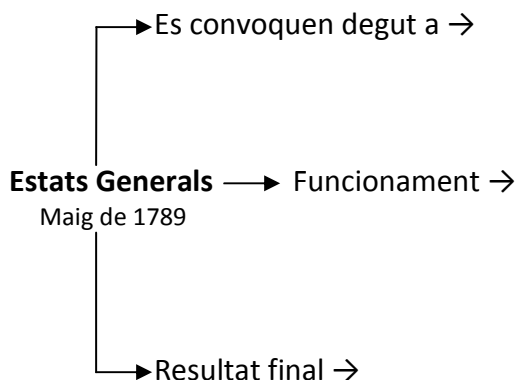 Es convoquen degut a →
Estats Generals → Funcionament →
Maig de 1789
Resultat final →